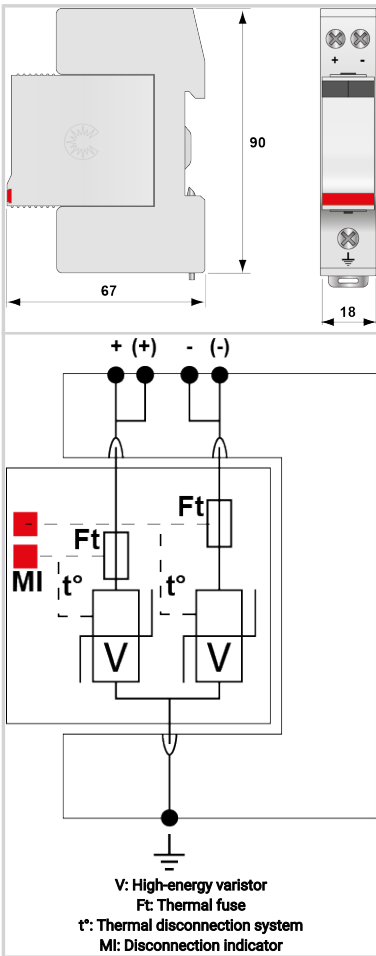 + -
90
67
18
+ (+) - (-)
-
Ft
Ft
MI
t°
t°
V
V
V: High-energy varistor
Ft: Thermal fuse
t°: Thermal disconnection system
MI: Disconnection indicator